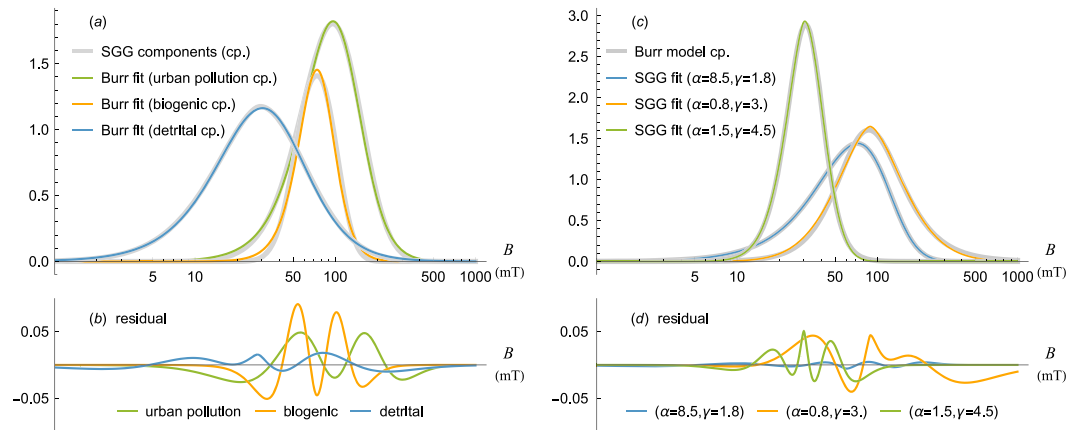 (a)
SGG components (cp.)
Burr fit (urban pollution cp.)
Burr fit (biogenic cp.)
Burr fit (detrItal cp.)
1.5
1.0
0.5
0.0
5 10 50 100 500 1000
B
(mT)
(b) residual
0.05
-0.05
B
(mT)
urban pollution biogenic detrItal
(c)
Burr model cp.
SGG fit (α=8.5,γ=1.8)
SGG fit (α=0.8,γ=3.)
SGG fIt (α=1.5,γ=4.5)
3.0
2.5
2.0
1.5
1.0
0.5
0.0
5 10 50 100 500 1000
B
(mT)
(d) residual
0.05
-0.05
B
(mT)
(α=8.5,γ=1.8) (α=0.8,γ=3.) (α=1.5,γ=4.5)